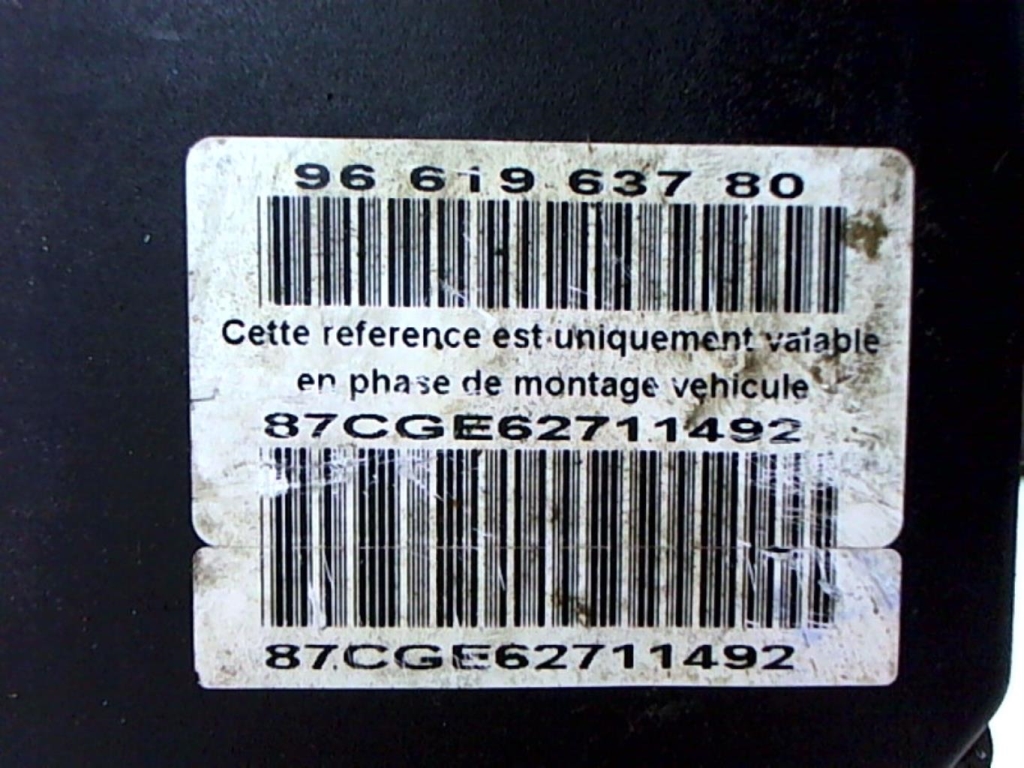 96 619 637 80
Cette reference est uniquement valable
en phase de montage vehicule
87CGE62711492
87CGE62711492